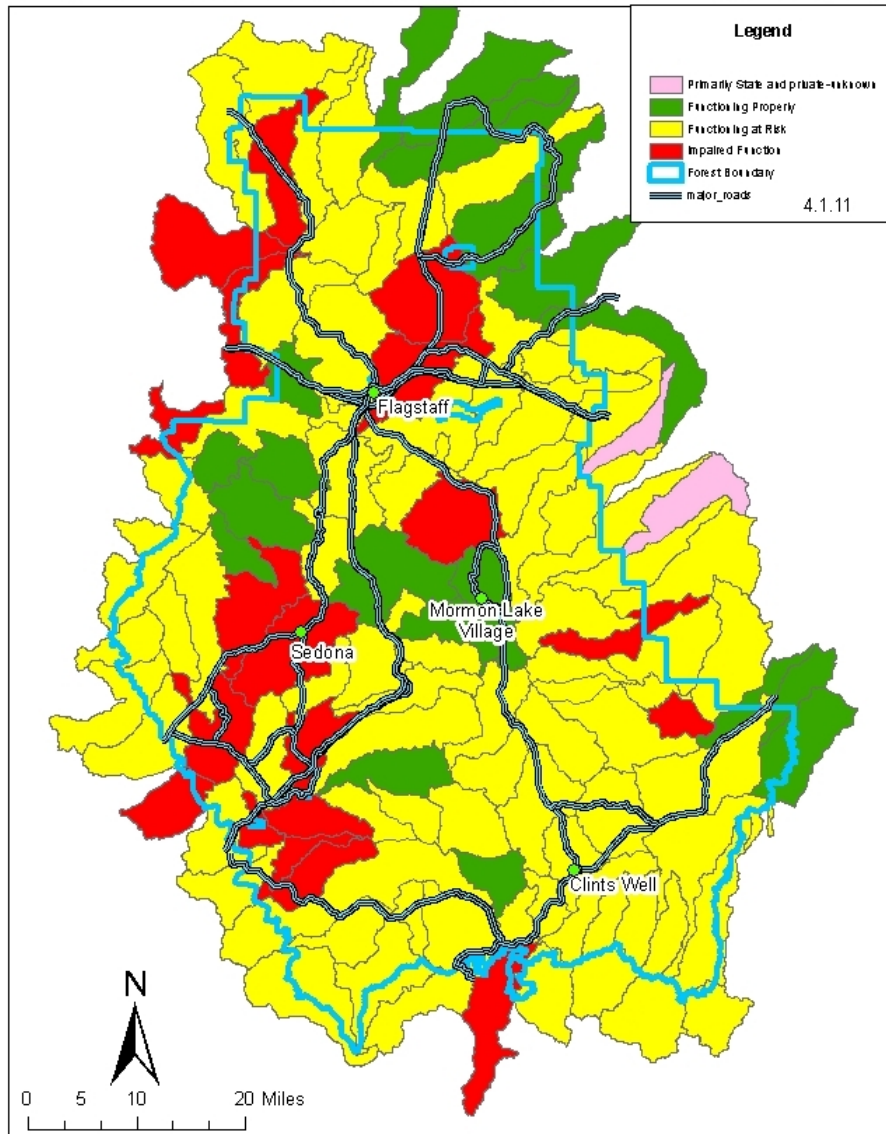 Legend
Primarily State and private-unknown
Functioning Properly
Functioning at Risk
Impaired Function
Forest Boundary
major_roads
4.1.11
Flagstaff
Mormon Lake
Village
Sedona
Clints Well
N
0 5 10 20 Miles